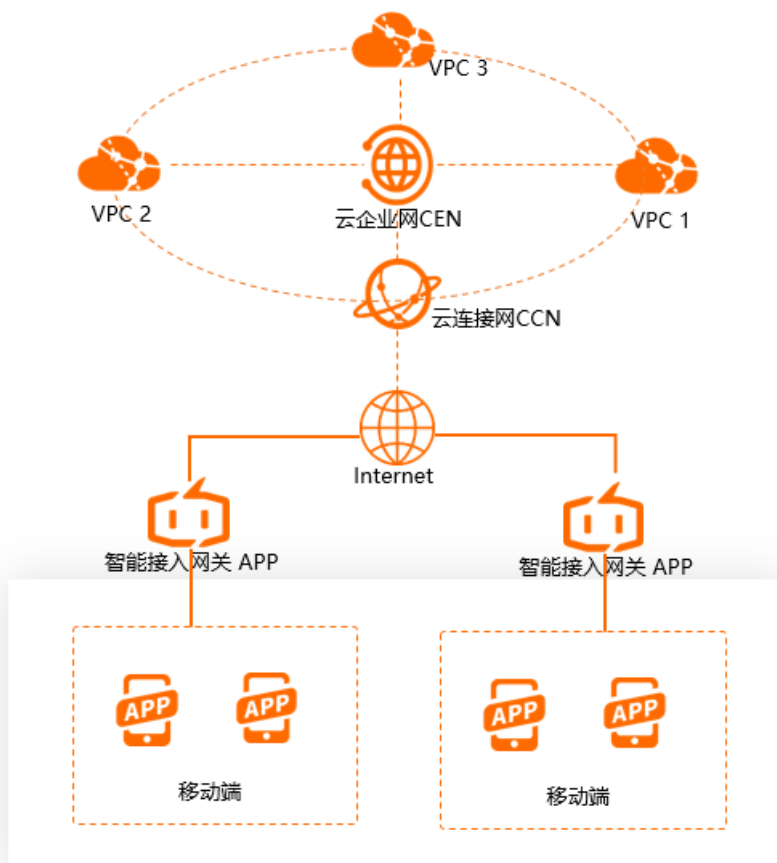 VPC 3
VPC 2
云企业网CEN
VPC 1
云连接网CCN
Internet
智能接入网关 APP
智能接入网关 APP
APP
APP
APP
APP
移动端
移动端